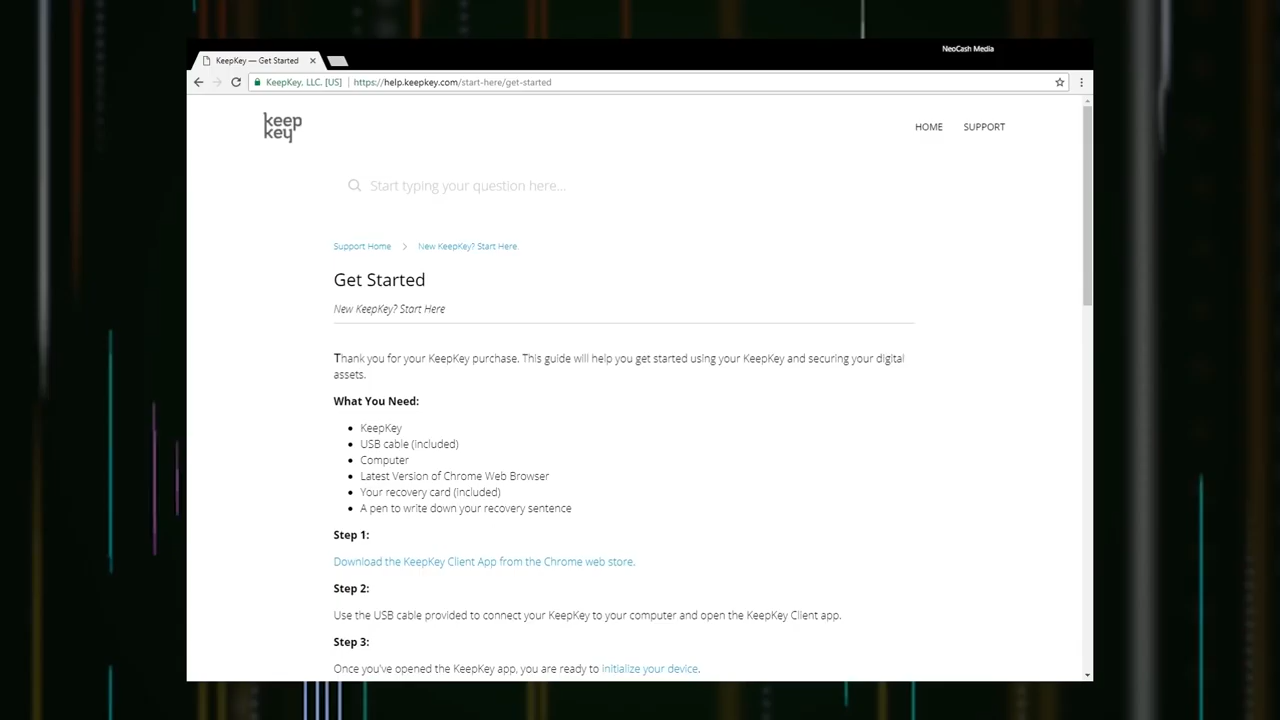 NeoCash Media
KeepKey — Get Started
KeepKey, LLC. [US] | https://help.keepkey.com/start-here/get-started
keep
key
HOME SUPPORT
Start typing your question here...
Support Home > New KeepKey? Start Here.
Get Started
New KeepKey? Start Here
Thank you for your KeepKey purchase. This guide will help you get started using your KeepKey and securing your digital
assets.
What You Need:
• KeepKey
• USB cable (included)
• Computer
• Latest Version of Chrome Web Browser
• Your recovery card (included)
• A pen to write down your recovery sentence
Step 1:
Download the KeepKey Client App from the Chrome web store.
Step 2:
Use the USB cable provided to connect your KeepKey to your computer and open the KeepKey Client app.
Step 3:
Once you've opened the KeepKey app, you are ready to initialize your device.